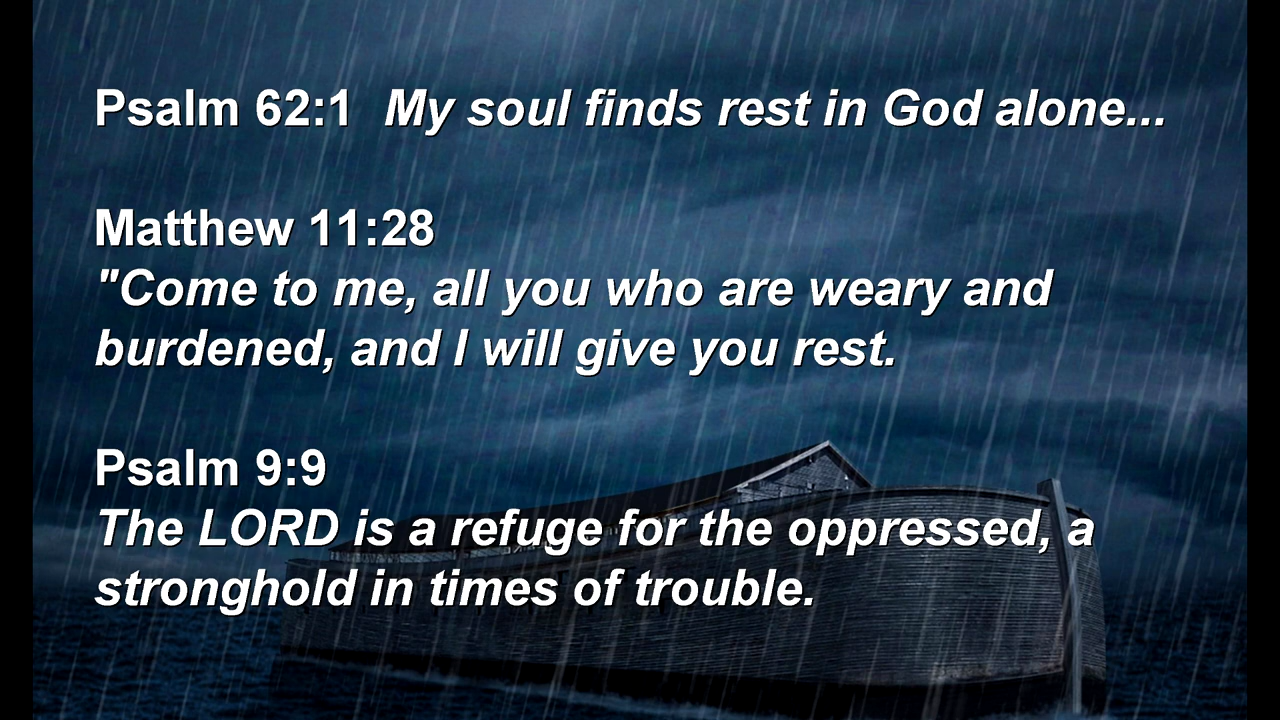 Psalm 62:1 My soul finds rest in God alone...
Matthew 11:28
"Come to me, all you who are weary and
burdened, and I will give you rest.
Psalm 9:9
The LORD is a refuge for the oppressed, a
stronghold in times of trouble.